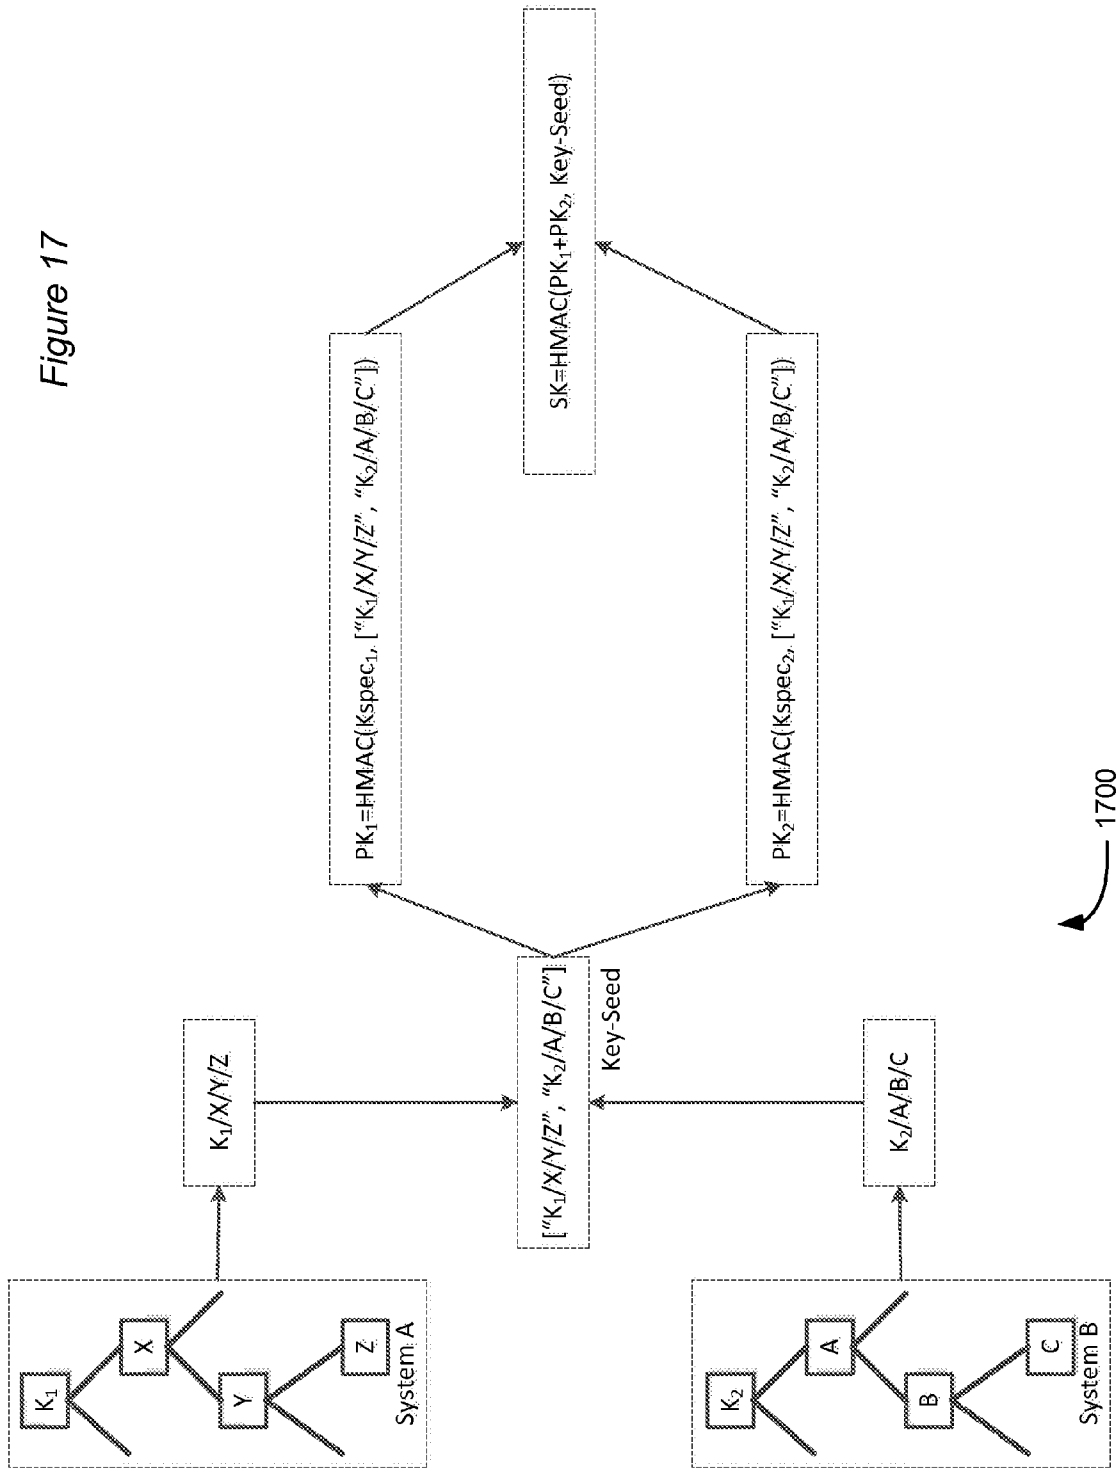 Figure 17
K₁
X
Y
Z
System A
K₁/X/Y/Z
K₂
A
B
C
System B
K₂/A/B/C
["K₁/X/Y/Z", "K₂/A/B/C"]
Key-Seed
PK₁=HMAC(Kspec₁, ["K₁/X/Y/Z", "K₂/A/B/C"])
PK₂=HMAC(Kspec₂, ["K₁/X/Y/Z", "K₂/A/B/C"])
SK=HMAC(PK₁+PK₂, Key-Seed)
1700